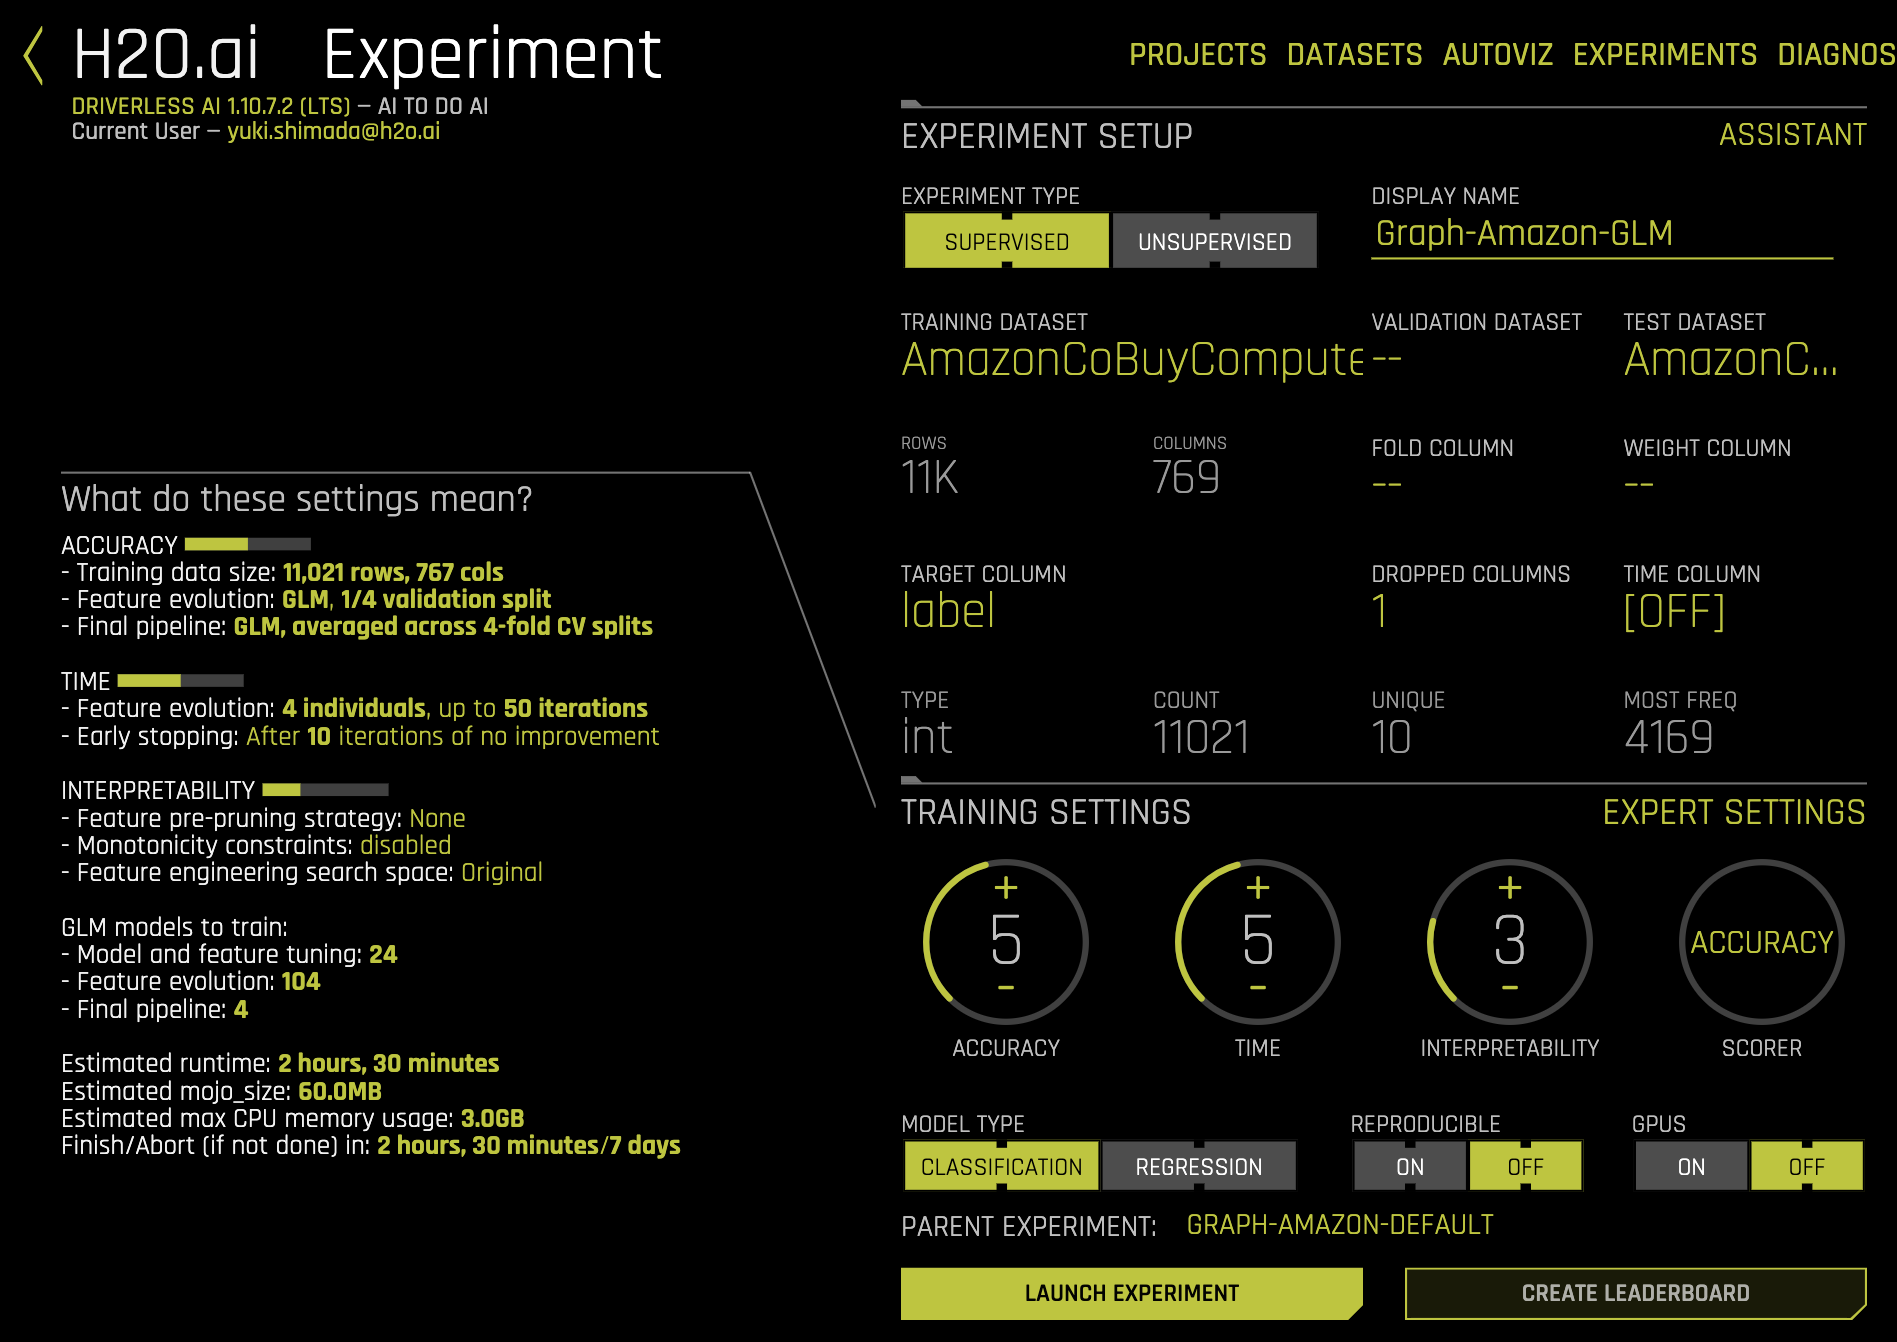 H2O.ai Experiment
DRIVERLESS AI 1.10.7.2 (LTS) – AI TO DO AI
Current User – yuki.shimada@h2o.ai
PROJECTS DATASETS AUTOVIZ EXPERIMENTS DIAGNOS
What do these settings mean?
ACCURACY
- Training data size: 11,021 rows, 767 cols
- Feature evolution: GLM, 1/4 validation split
- Final pipeline: GLM, averaged across 4-fold CV splits
TIME
- Feature evolution: 4 individuals, up to 50 iterations
- Early stopping: After 10 iterations of no improvement
INTERPRETABILITY
- Feature pre-pruning strategy: None
- Monotonicity constraints: disabled
- Feature engineering search space: Original
GLM models to train:
- Model and feature tuning: 24
- Feature evolution: 104
- Final pipeline: 4
Estimated runtime: 2 hours, 30 minutes
Estimated mojo_size: 60.0MB
Estimated max CPU memory usage: 3.0GB
Finish/Abort (if not done) in: 2 hours, 30 minutes/7 days
EXPERIMENT SETUP ASSISTANT
EXPERIMENT TYPE DISPLAY NAME
SUPERVISED UNSUPERVISED Graph-Amazon-GLM
TRAINING DATASET VALIDATION DATASET TEST DATASET
AmazonCoBuyCompute -- AmazonC...
ROWS COLUMNS FOLD COLUMN WEIGHT COLUMN
11K 769 -- --
TARGET COLUMN DROPPED COLUMNS TIME COLUMN
label 1 [OFF]
TYPE COUNT UNIQUE MOST FREQ
int 11021 10 4169
TRAINING SETTINGS EXPERT SETTINGS
+ + +
5 5 3 ACCURACY
- - -
ACCURACY TIME INTERPRETABILITY SCORER
MODEL TYPE REPRODUCIBLE GPUS
CLASSIFICATION REGRESSION ON OFF ON OFF
PARENT EXPERIMENT: GRAPH-AMAZON-DEFAULT
LAUNCH EXPERIMENT CREATE LEADERBOARD